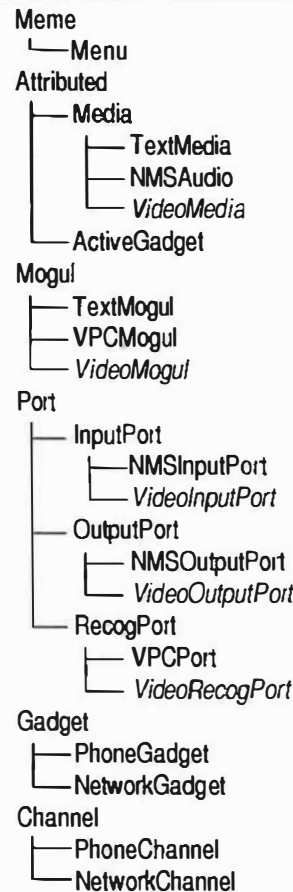 Meme
Menu
Attributed
Media
TextMedia
NMSAudio
VideoMedia
ActiveGadget
Mogul
TextMogul
VPCMogul
VideoMogul
Port
InputPort
NMSInputPort
VideoInputPort
OutputPort
NMSOutputPort
VideoOutputPort
RecogPort
VPCPort
VideoRecogPort
Gadget
PhoneGadget
NetworkGadget
Channel
PhoneChannel
NetworkChannel